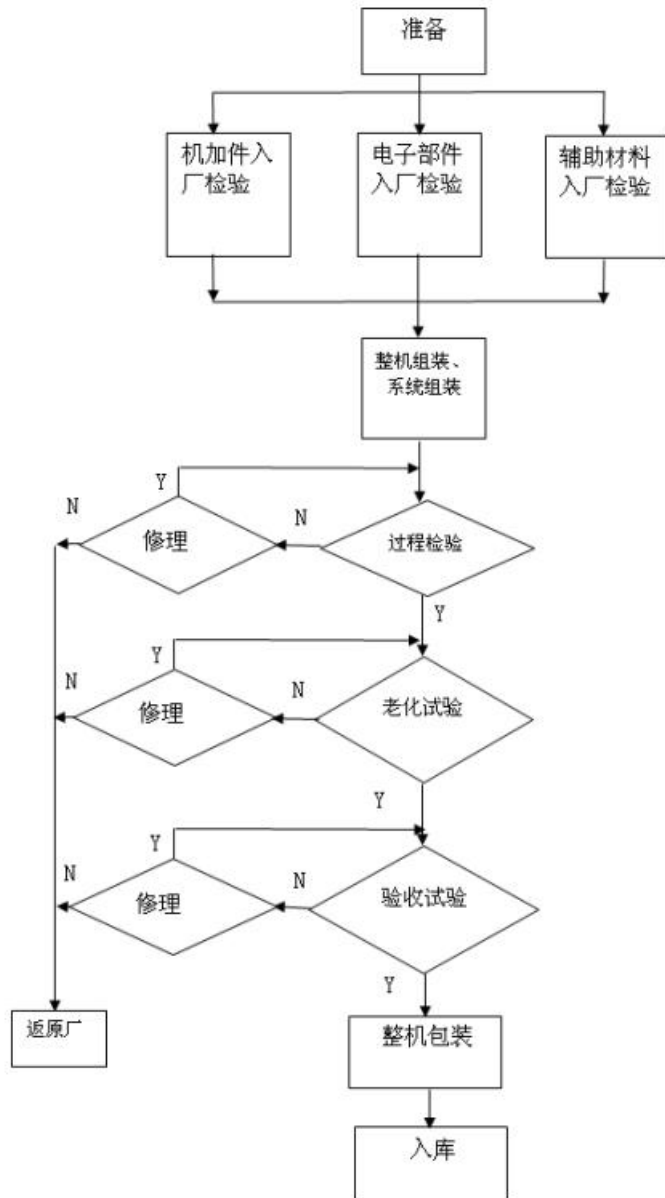 准备
机加件入
厂检验
电子部件
入厂检验
辅助材料
入厂检验
整机组装、
系统组装
Y
N
修理
N
过程检验
Y
Y
N
修理
N
老化试验
Y
Y
N
修理
N
验收试验
Y
返原厂
整机包装
入库